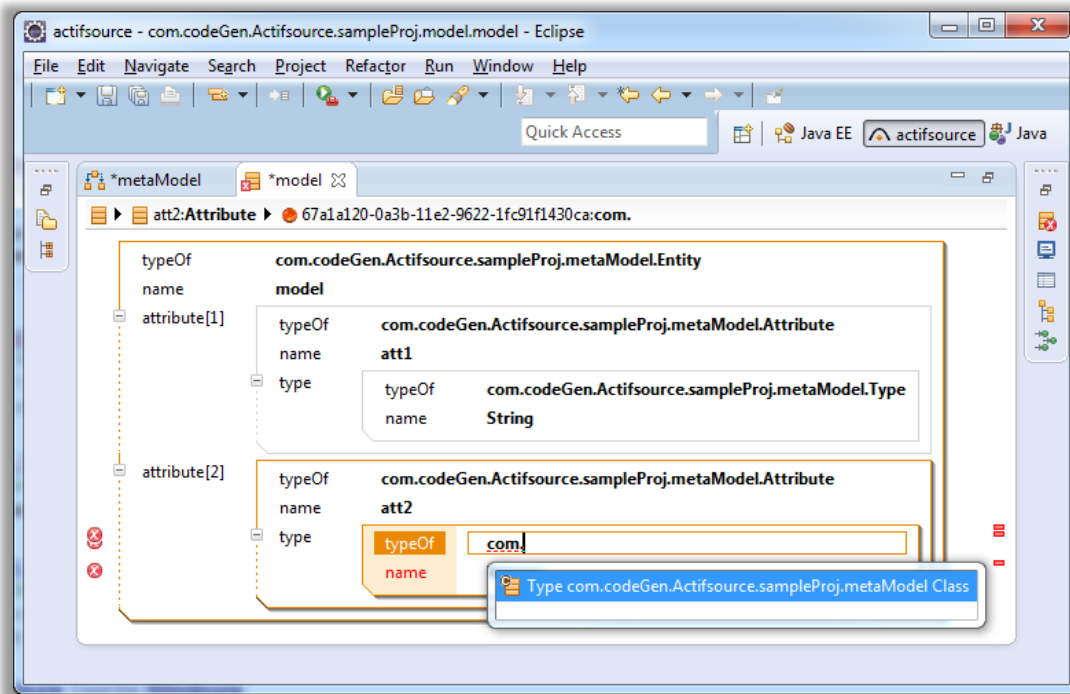 actifsource - com.codeGen.Actifsource.sampleProj.model.model - Eclipse
File Edit Navigate Search Project Refactor Run Window Help
Quick Access Java EE actifsource Java
*metaModel *model
att2:Attribute 67a1a120-0a3b-11e2-9622-1fc91f1430ca:com.
typeOf com.codeGen.Actifsource.sampleProj.metaModel.Entity
name model
attribute[1]
typeOf com.codeGen.Actifsource.sampleProj.metaModel.Attribute
name att1
type
typeOf com.codeGen.Actifsource.sampleProj.metaModel.Type
name String
attribute[2]
typeOf com.codeGen.Actifsource.sampleProj.metaModel.Attribute
name att2
type
typeOf com.
name
Type com.codeGen.Actifsource.sampleProj.metaModel Class